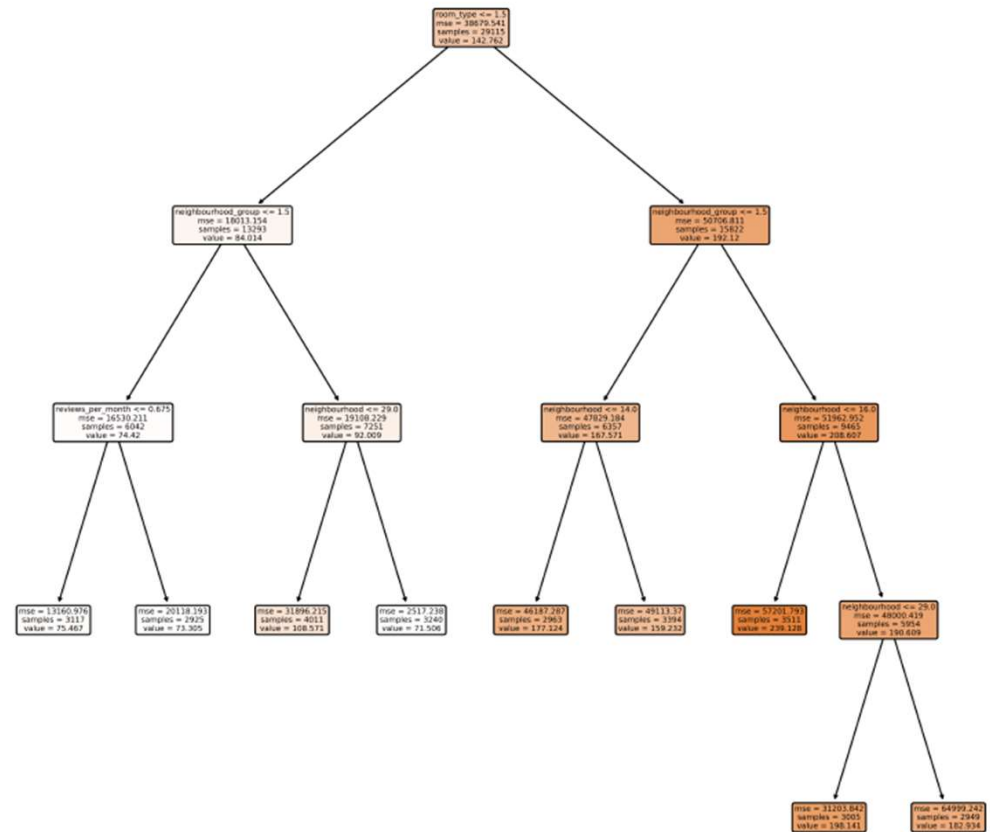 room_type <= 1.5
mse = 38679.541
samples = 29115
value = 142.762
neighbourhood_group <= 1.5
mse = 18013.154
samples = 13293
value = 84.014
neighbourhood_group <= 1.5
mse = 50706.811
samples = 15822
value = 192.12
reviews_per_month <= 0.675
mse = 16530.211
samples = 6042
value = 74.42
neighbourhood <= 29.0
mse = 19108.229
samples = 7251
value = 92.009
neighbourhood <= 14.0
mse = 47829.184
samples = 6357
value = 167.571
neighbourhood <= 16.0
mse = 51962.952
samples = 9465
value = 208.607
mse = 13160.976
samples = 3117
value = 75.467
mse = 20118.193
samples = 2925
value = 73.305
mse = 31896.215
samples = 4011
value = 108.571
mse = 2517.238
samples = 3240
value = 71.506
mse = 46187.287
samples = 2963
value = 177.124
mse = 49113.37
samples = 3394
value = 159.232
mse = 57201.793
samples = 3511
value = 239.128
neighbourhood <= 29.0
mse = 48000.419
samples = 5954
value = 190.609
mse = 31203.842
samples = 3005
value = 198.141
mse = 64999.242
samples = 2949
value = 182.934